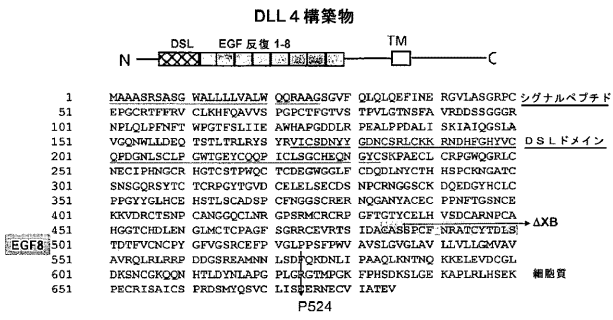 DLL4構築物
DSL EGF 反復 1-8 TM
N C
1 MAAASRSASG WALLLLVALW QQRAAGSGVF QLQLQEFINE RGVLASGRPC シグナルペプチド
51 EPGCRTFFRV CLKHFQAVVS PGPCTFGTVS TPVLGTNSFA VRDDSSGGGR
101 NPLQLPFNFT WPGTFSLIIE AWHAPGDDLR PEALPPDALI SKIAIQGSLA
151 VGQNWLLDEQ TSTLTRLRYS YRVICSDNYY GDNCSRLCKK RNDHFGHYVC DSLドメイン
201 QPDGNLSCLP GWTGEYCQQP ICLSGCHEQN GYCSKPAECL CRPGWQGRLC
251 NECIPHNGCR HGTCSTPWQC TCDEGWGGLF CDQDLNYCTH HSPCKNGATC
301 SNSGQRSYTC TCRPGYTGVD CELELSECDS NPCRNGGSCK DQEDGYHCLC
351 PPGYYGLHCE HSTLSCADSP CFNGGSCRER NQGANYACEC PPNFTGSNCE
401 KKVDRCTSNP CANGGQCLNR GPSRMCRCRP GFTGTYCELH VSDCARNPCA ΔXB
451 HGGTCHDLEN GLMCTCPAGF SGRRCEVRTS IDACASSPCF NRATCYTDLS
EGF8 501 TDTFVCNCPY GFVGSRCEFP VGLPPSFPWV AVSLGVGLAV LLVLLGMVAV
551 AVRQLRLRRP DDGSREAMNN LSDFQKDNLI PAAQLKNTNQ KKELEVDCGL
601 DKSNCGKQQN HTLDYNLAPG PLGRGTMPGK FPHSDKSLGE KAPLRLHSEK 細胞質
651 PECRISAICS PRDSMYQSVC LISEERNECV IATEV
P524